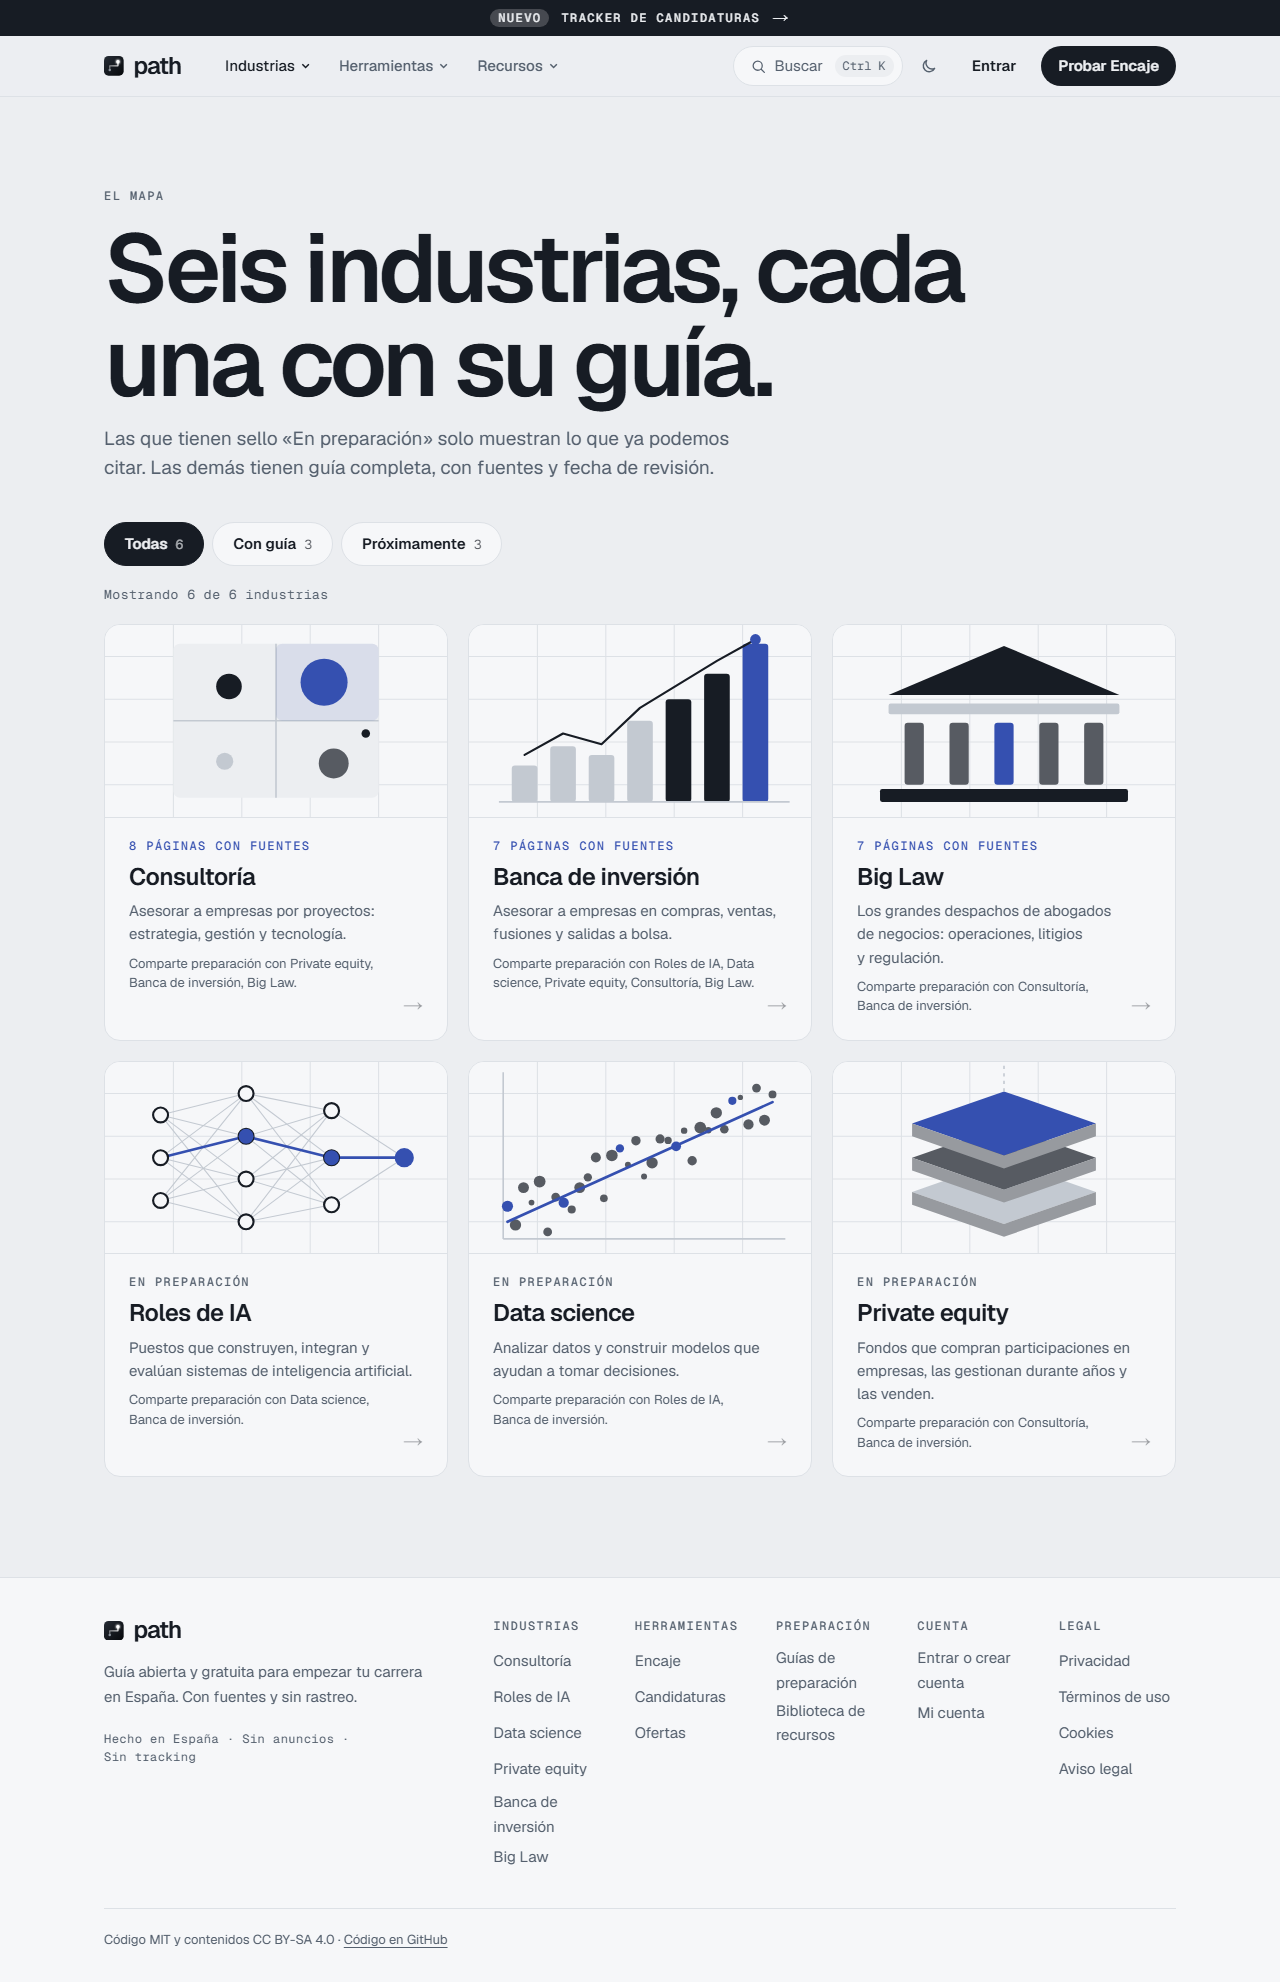 NUEVO TRACKER DE CANDIDATURAS →
path
Industrias
Herramientas
Recursos
Buscar Ctrl K
Entrar
Probar Encaje
EL MAPA
Seis industrias, cada
una con su guía.
Las que tienen sello «En preparación» solo muestran lo que ya podemos
citar. Las demás tienen guía completa, con fuentes y fecha de revisión.
Todas 6
Con guía 3
Próximamente 3
Mostrando 6 de 6 industrias
8 PÁGINAS CON FUENTES
Consultoría
Asesorar a empresas por proyectos:
estrategia, gestión y tecnología.
Comparte preparación con Private equity,
Banca de inversión, Big Law.
→
7 PÁGINAS CON FUENTES
Banca de inversión
Asesorar a empresas en compras, ventas,
fusiones y salidas a bolsa.
Comparte preparación con Roles de IA, Data
science, Private equity, Consultoría, Big Law.
→
7 PÁGINAS CON FUENTES
Big Law
Los grandes despachos de abogados
de negocios: operaciones, litigios
y regulación.
Comparte preparación con Consultoría,
Banca de inversión.
→
EN PREPARACIÓN
Roles de IA
Puestos que construyen, integran y
evalúan sistemas de inteligencia artificial.
Comparte preparación con Data science,
Banca de inversión.
→
EN PREPARACIÓN
Data science
Analizar datos y construir modelos que
ayudan a tomar decisiones.
Comparte preparación con Roles de IA,
Banca de inversión.
→
EN PREPARACIÓN
Private equity
Fondos que compran participaciones en
empresas, las gestionan durante años y
las venden.
Comparte preparación con Consultoría,
Banca de inversión.
→
path
Guía abierta y gratuita para empezar tu carrera
en España. Con fuentes y sin rastreo.
Hecho en España · Sin anuncios ·
Sin tracking
INDUSTRIAS
Consultoría
Roles de IA
Data science
Private equity
Banca de
inversión
Big Law
HERRAMIENTAS
Encaje
Candidaturas
Ofertas
PREPARACIÓN
Guías de
preparación
Biblioteca de
recursos
CUENTA
Entrar o crear
cuenta
Mi cuenta
LEGAL
Privacidad
Términos de uso
Cookies
Aviso legal
Código MIT y contenidos CC BY-SA 4.0 · Código en GitHub